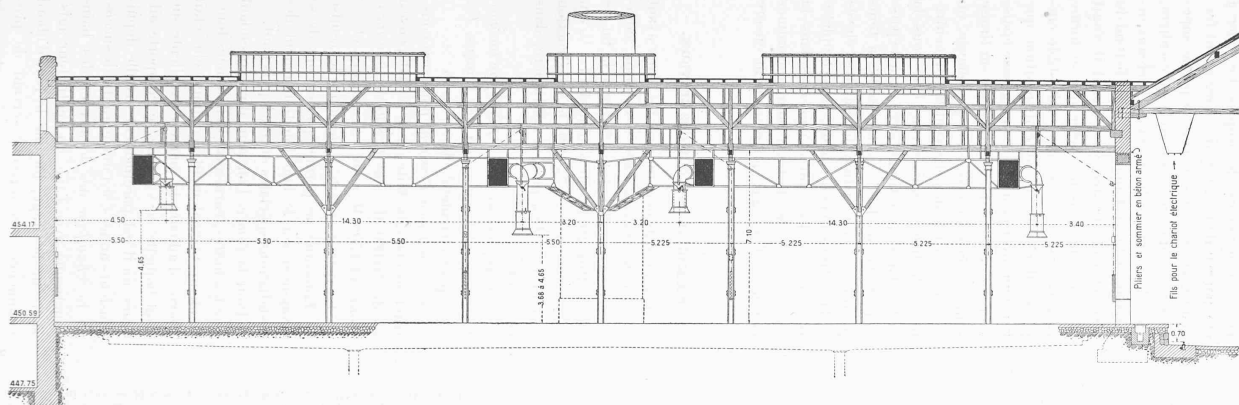 454.17
450.59
447.75
4.50 14.30 3.20 3.20 14.30 3.40
5.50 5.50 5.50 5.50 5.225 5.225 5.225 5.225
4.65
3.68 à 4.65
7.10
Piliers et sommier en béton armé
Fils pour le chariot électrique
0.70